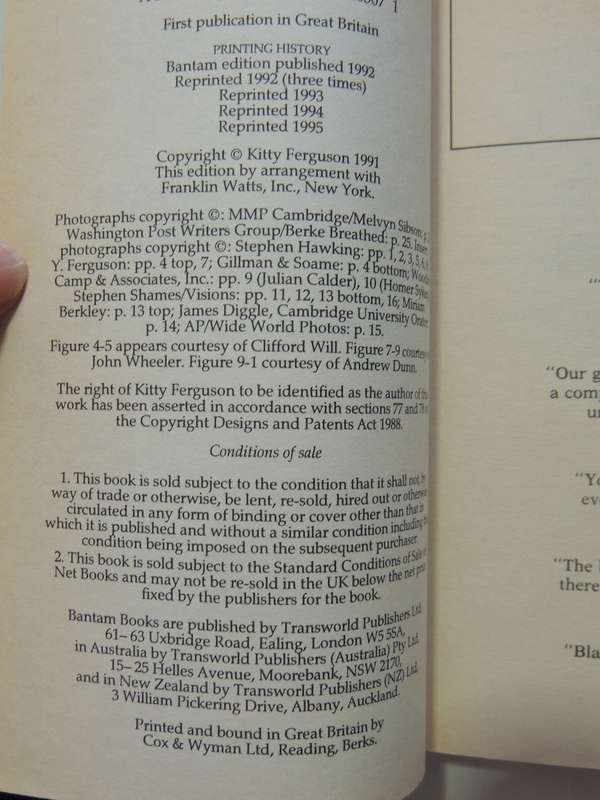 First publication in Great Britain
PRINTING HISTORY
Bantam edition published 1992
Reprinted 1992 (three times)
Reprinted 1993
Reprinted 1994
Reprinted 1995
Copyright © Kitty Ferguson 1991
This edition by arrangement with
Franklin Watts, Inc., New York.
Photographs copyright ©: MMP Cambridge/Melvyn Sibson:
Washington Post Writers Group/Berke Breathed: p. 25. Insert
photographs copyright ©: Stephen Hawking: pp. 1, 2, 3, 5, 6,
Y. Ferguson: pp. 4 top, 7; Gillman & Soame: p. 4 bottom;
Camp & Associates, Inc.: pp. 9 (Julian Calder), 10 (Homer
Stephen Shames/Visions: pp. 11, 12, 13 bottom, 16; Miriam
Berkley: p. 13 top; James Diggle, Cambridge University Orator:
p. 14; AP/Wide World Photos: p. 15.
Figure 4-5 appears courtesy of Clifford Will. Figure 7-9 courtesy
John Wheeler. Figure 9-1 courtesy of Andrew Dunn.
The right of Kitty Ferguson to be identified as the author of this
work has been asserted in accordance with sections 77 and 78 of
the Copyright Designs and Patents Act 1988.
Conditions of sale
1. This book is sold subject to the condition that it shall not, by
way of trade or otherwise, be lent, re-sold, hired out or otherwise
circulated in any form of binding or cover other than that in
which it is published and without a similar condition including this
condition being imposed on the subsequent purchaser.
2. This book is sold subject to the Standard Conditions of Sale of
Net Books and may not be re-sold in the UK below the net price
fixed by the publishers for the book.
Bantam Books are published by Transworld Publishers Ltd.
61–63 Uxbridge Road, Ealing, London W5 5SA,
in Australia by Transworld Publishers (Australia) Pty Ltd.
15–25 Helles Avenue, Moorebank, NSW 2170,
and in New Zealand by Transworld Publishers (NZ) Ltd.
3 William Pickering Drive, Albany, Auckland.
Printed and bound in Great Britain by
Cox & Wyman Ltd, Reading, Berks.
"Our
a
"The
there